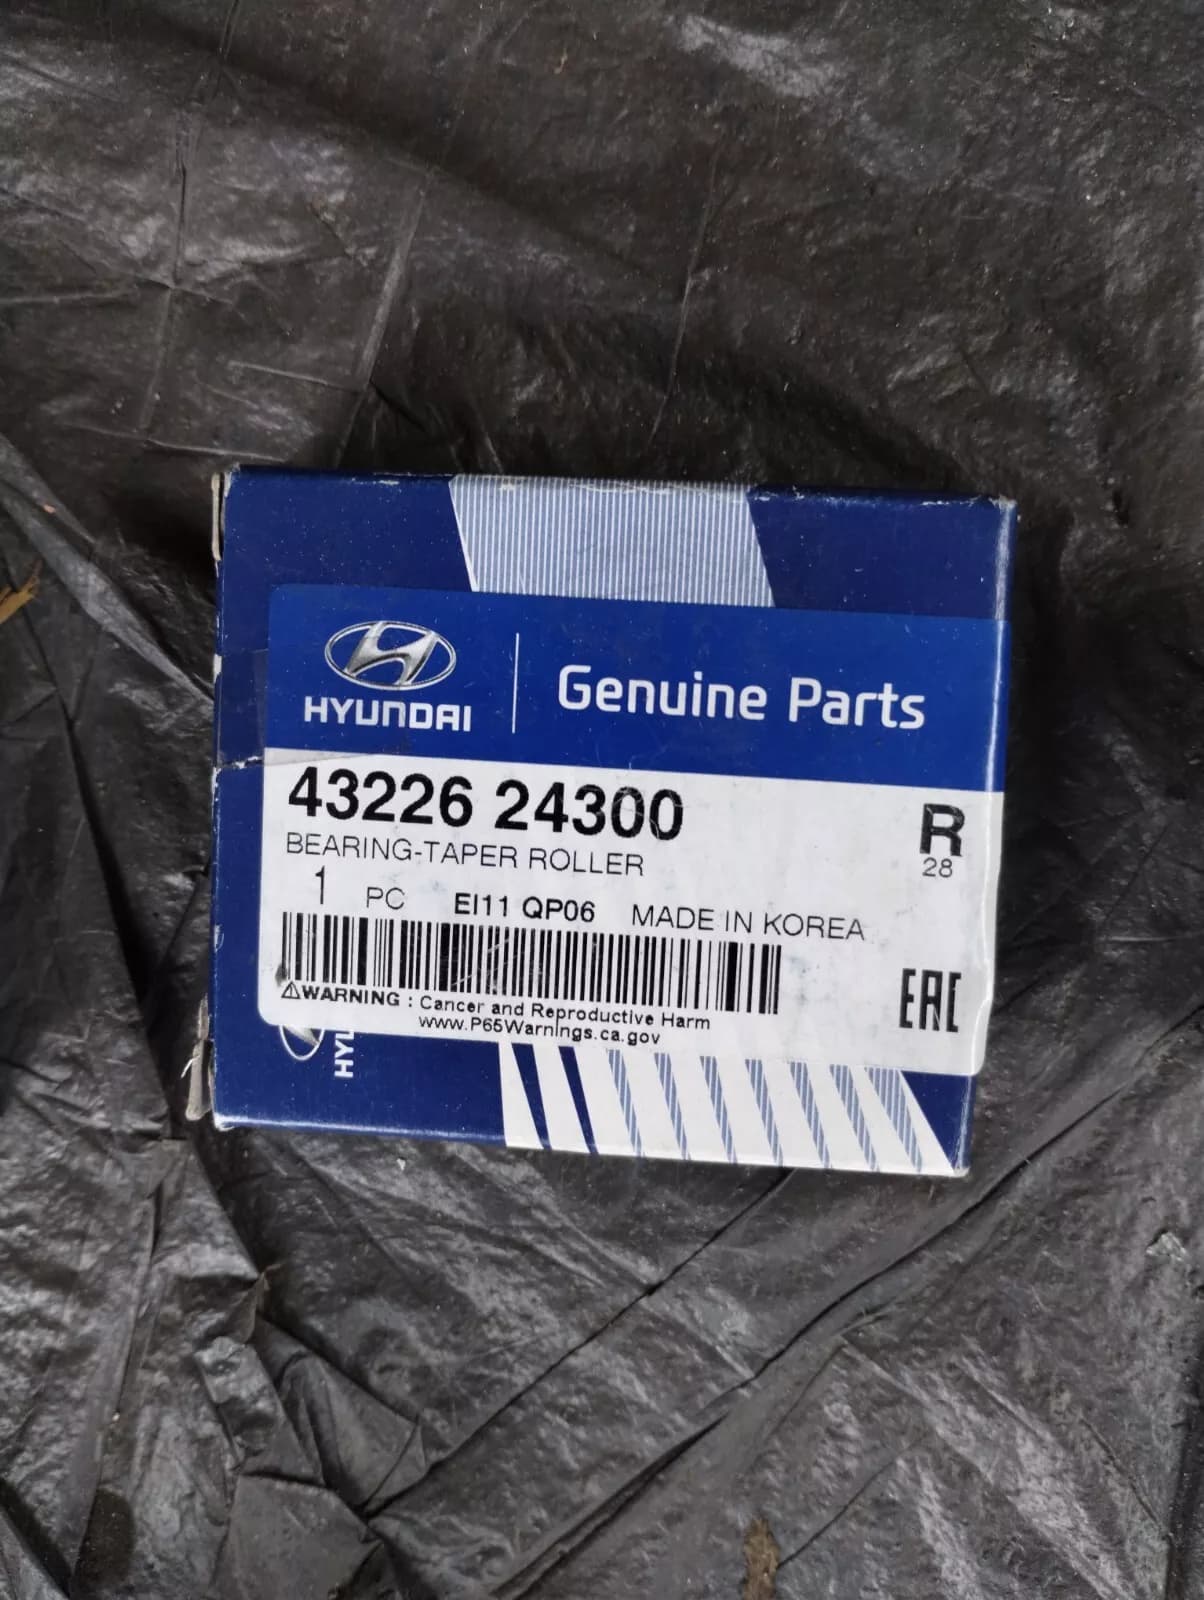 HYUNDAI
Genuine Parts
43226 24300
R
28
BEARING-TAPER ROLLER
1 PC EI11 QP06 MADE IN KOREA
⚠WARNING : Cancer and Reproductive Harm
www.P65Warnings.ca.gov
EAC
HYU